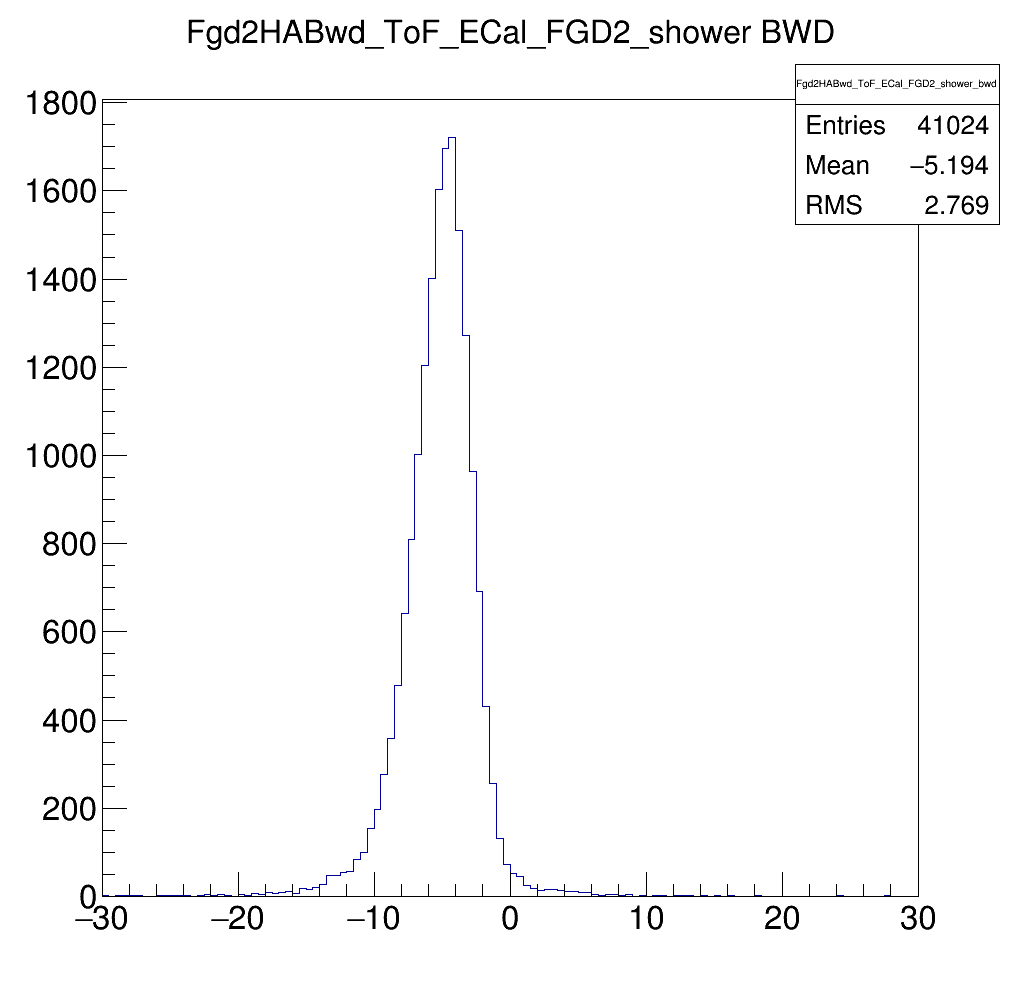 Fgd2HABwd_ToF_ECal_FGD2_shower BWD
Fgd2HABwd_ToF_ECal_FGD2_shower_bwd
Entries 41024
Mean −5.194
RMS 2.769
1800
1600
1400
1200
1000
800
600
400
200
0
−30 −20 −10 0 10 20 30